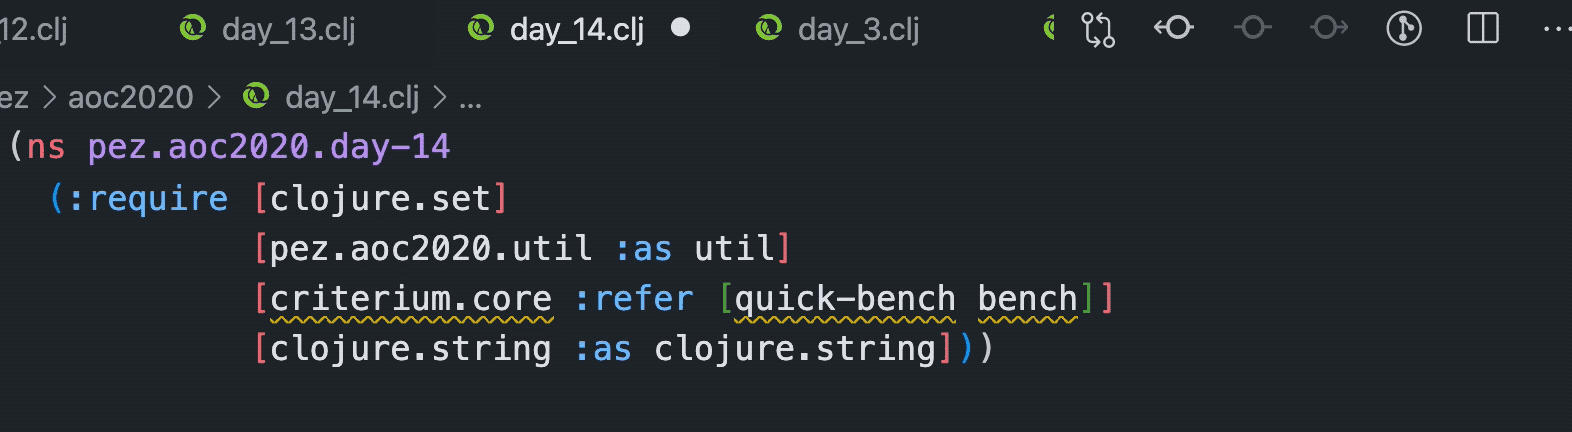 12.clj day_13.clj day_14.clj day_3.clj
ez > aoc2020 > day_14.clj > ...
(ns pez.aoc2020.day-14
(:require [clojure.set]
[pez.aoc2020.util :as util]
[criterium.core :refer [quick-bench bench]]
[clojure.string :as clojure.string]))